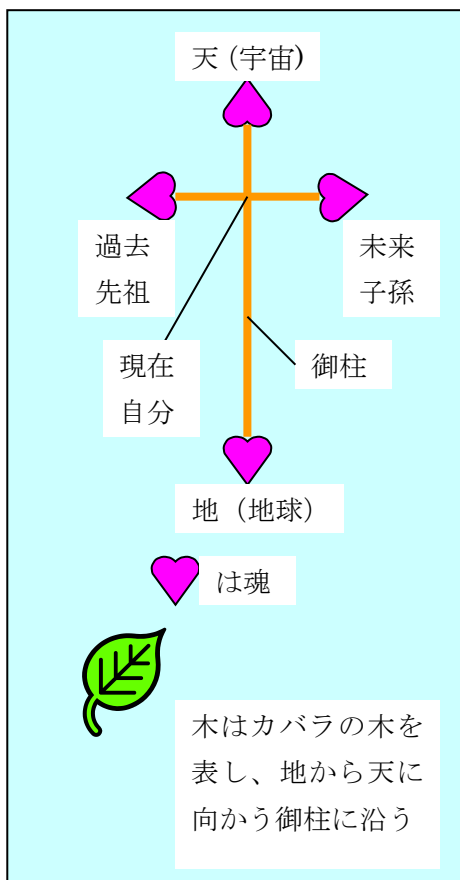 天（宇宙）
過去
先祖
未来
子孫
現在
自分
御柱
地（地球）
は魂
木はカバラの木を
表し、地から天に
向かう御柱に沿う